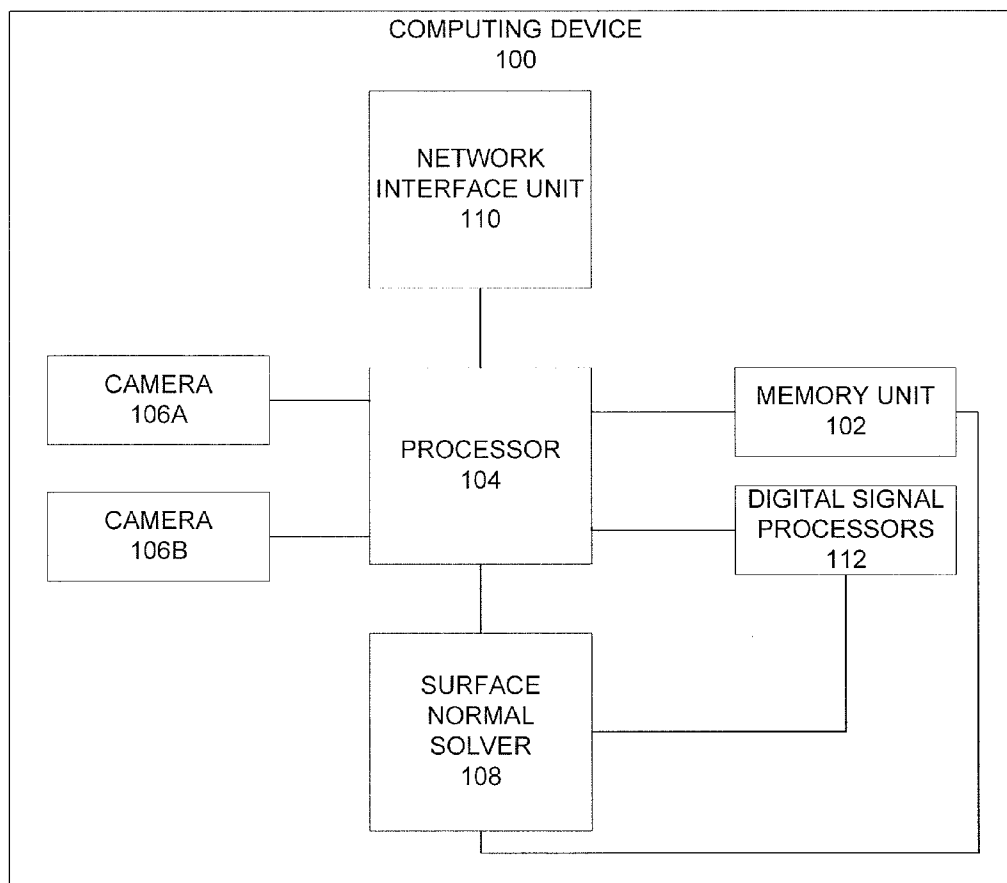 COMPUTING DEVICE
100
NETWORK
INTERFACE UNIT
110
CAMERA
106A
PROCESSOR
104
MEMORY UNIT
102
CAMERA
106B
DIGITAL SIGNAL
PROCESSORS
112
SURFACE
NORMAL
SOLVER
108